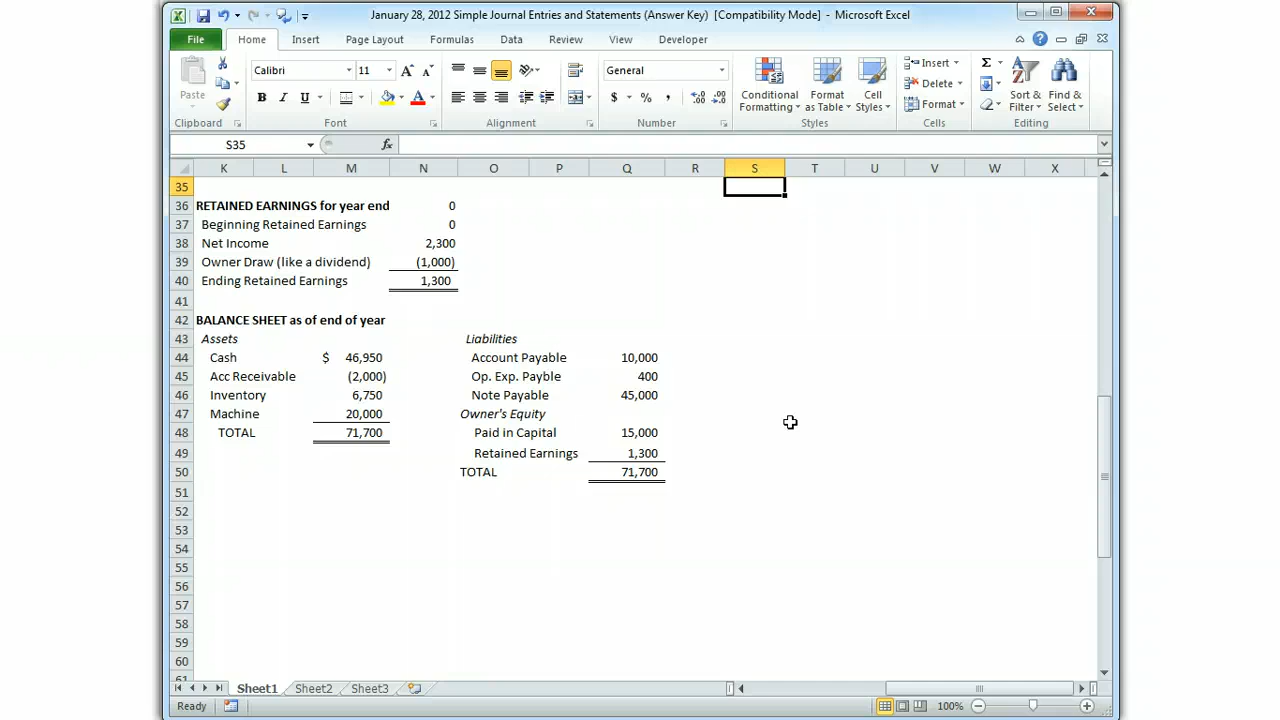 January 28, 2012 Simple Journal Entries and Statements (Answer Key) [Compatibility Mode] - Microsoft Excel
File Home Insert Page Layout Formulas Data Review View Developer
Paste
Calibri 11
B I U A A A
General
$ % ,
Conditional Formatting
Format as Table
Cell Styles
Insert
Delete
Format
Σ
Sort & Filter
Find & Select
Clipboard Font Alignment Number Styles Cells Editing
S35 fx
K L M N O P Q R S T U V W X
35
36 RETAINED EARNINGS for year end 0
37 Beginning Retained Earnings 0
38 Net Income 2,300
39 Owner Draw (like a dividend) (1,000)
40 Ending Retained Earnings 1,300
41
42 BALANCE SHEET as of end of year
43 Assets Liabilities
44 Cash $ 46,950 Account Payable 10,000
45 Acc Receivable (2,000) Op. Exp. Payble 400
46 Inventory 6,750 Note Payable 45,000
47 Machine 20,000 Owner's Equity
48 TOTAL 71,700 Paid in Capital 15,000
49 Retained Earnings 1,300
50 TOTAL 71,700
51
52
53
54
55
56
57
58
59
60
61
Sheet1 Sheet2 Sheet3
Ready 100%